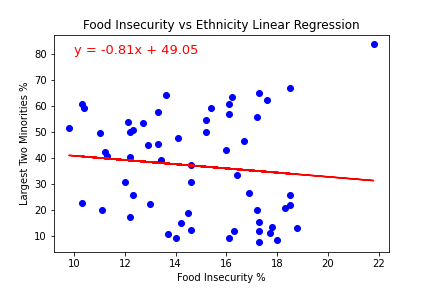 Food Insecurity vs Ethnicity Linear Regression
y = -0.81x + 49.05
Largest Two Minorities %
80
70
60
50
40
30
20
10
10 12 14 16 18 20 22
Food Insecurity %